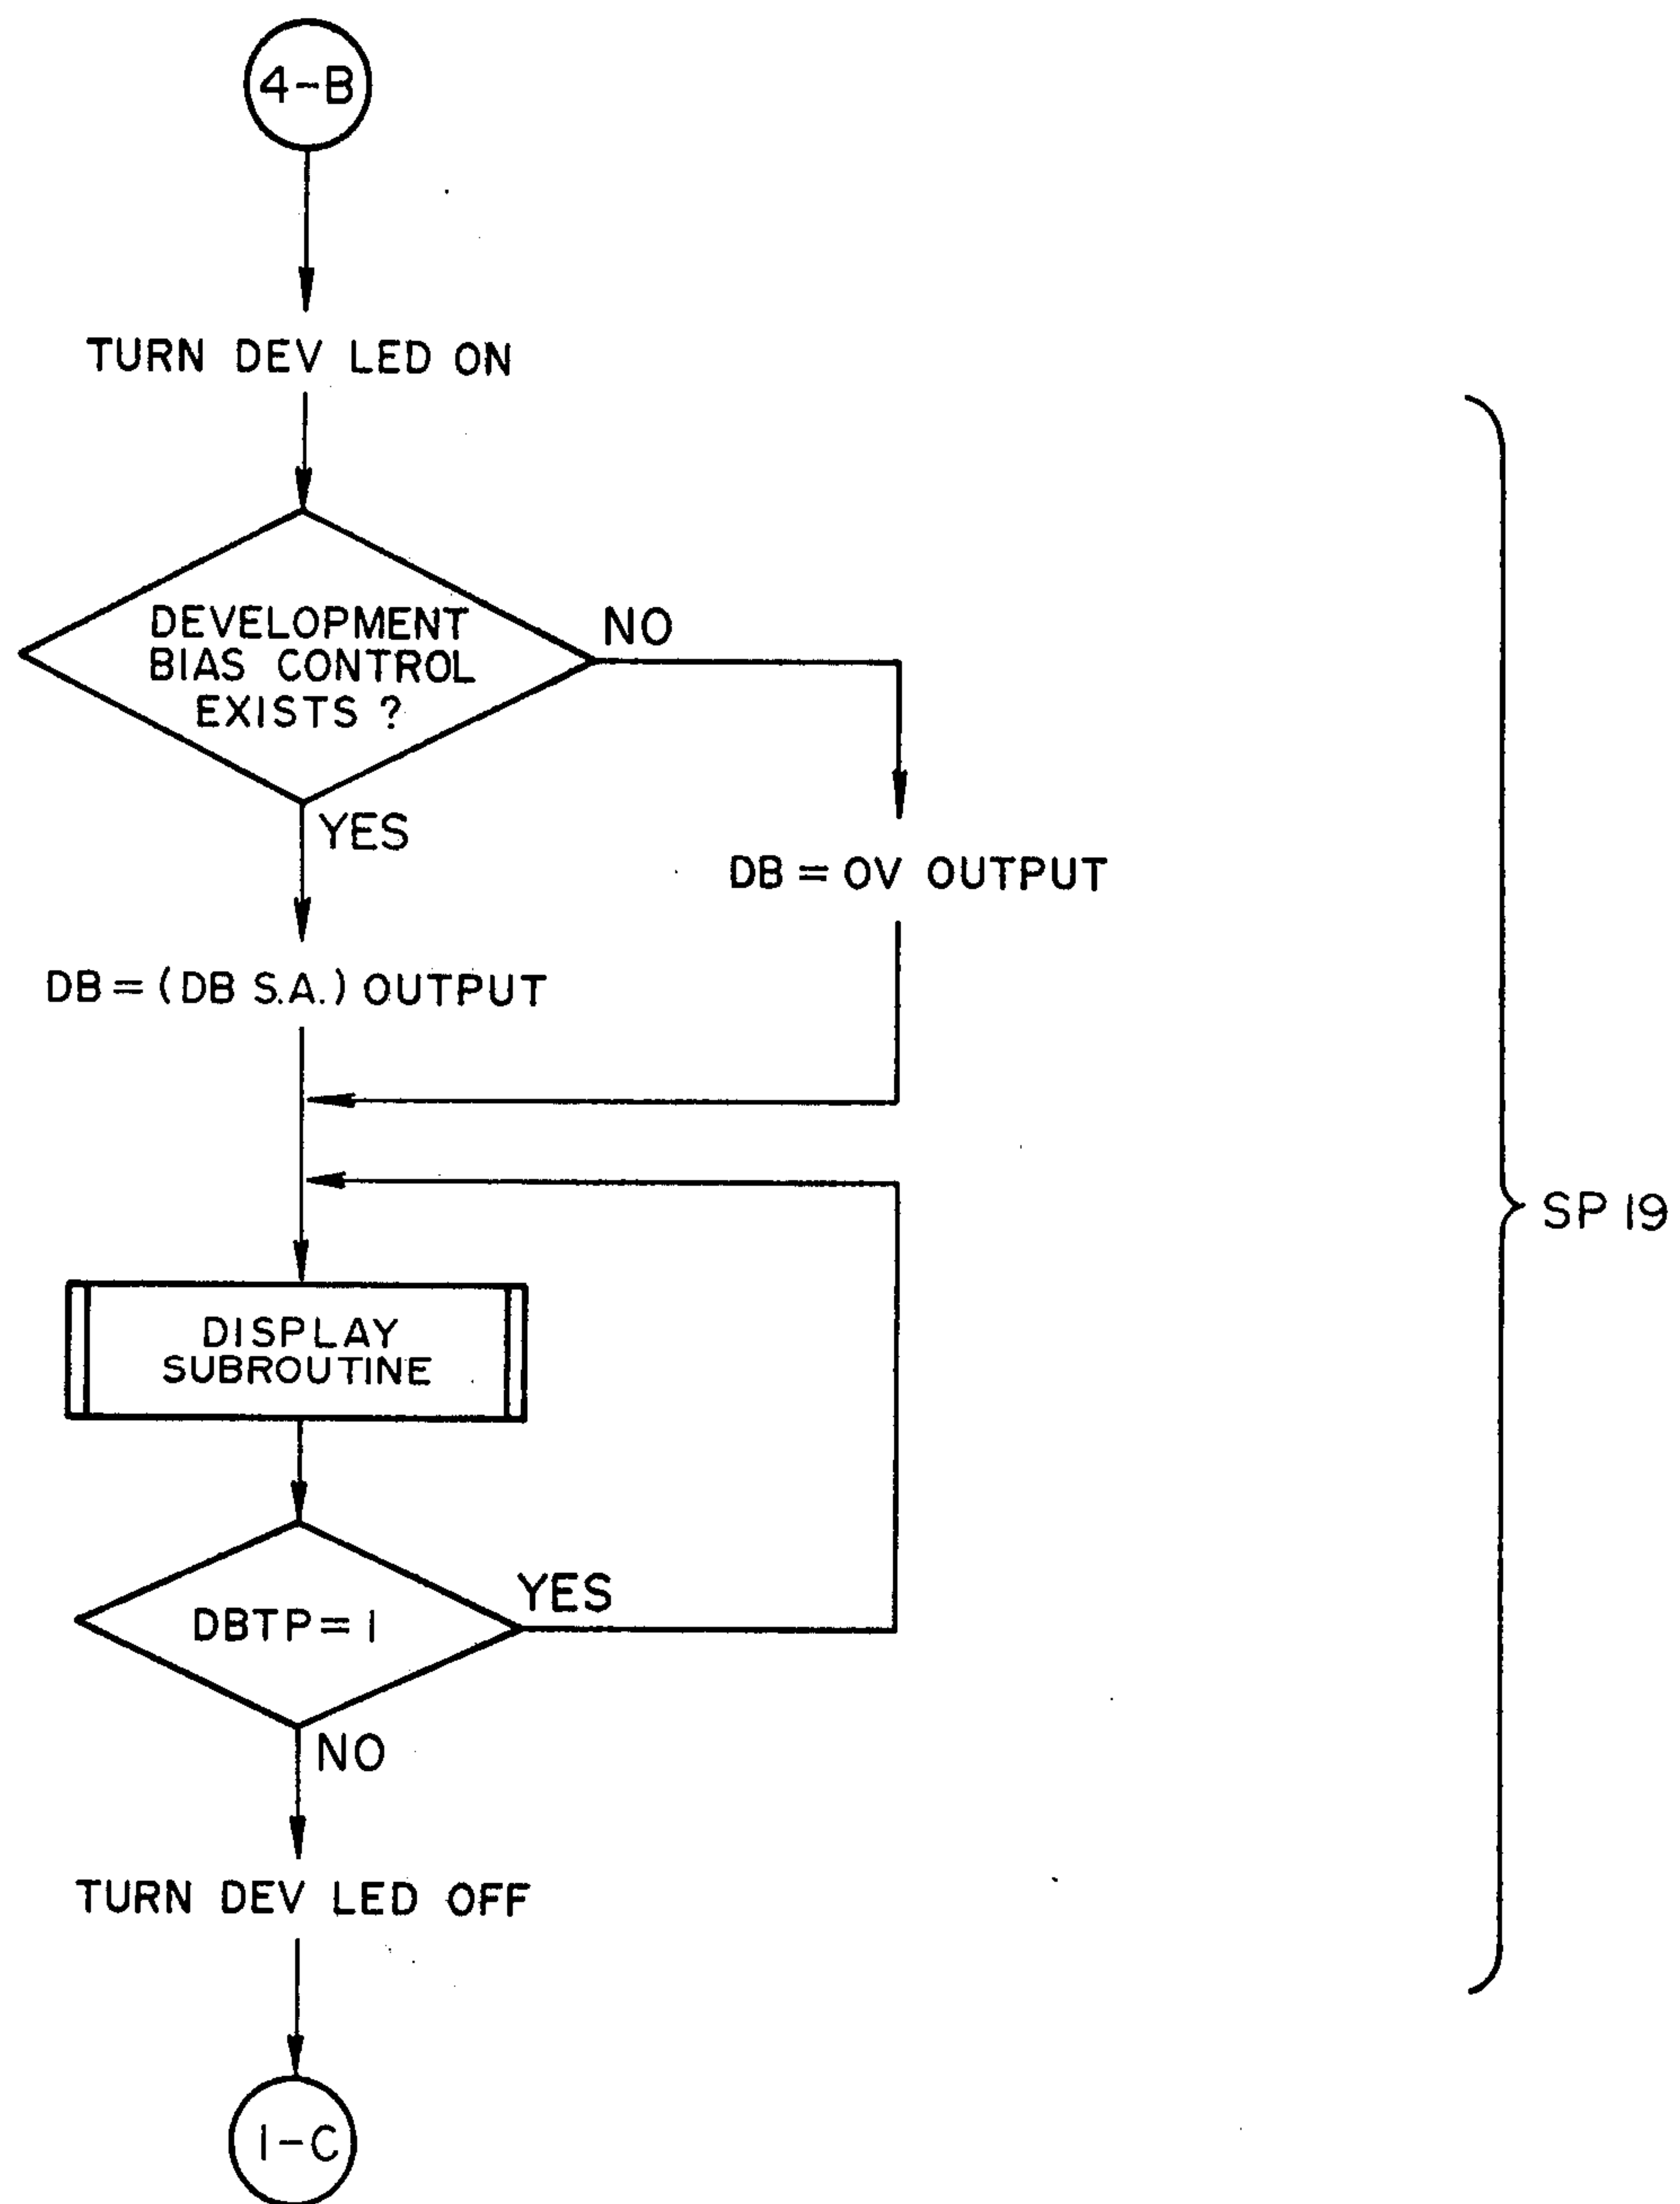 4-B
TURN DEV LED ON
DEVELOPMENT
BIAS CONTROL
EXISTS ?
NO
YES
DB = 0V OUTPUT
DB = (DB S.A.) OUTPUT
SP 19
DISPLAY
SUBROUTINE
DBTP = 1
YES
NO
TURN DEV LED OFF
1-C